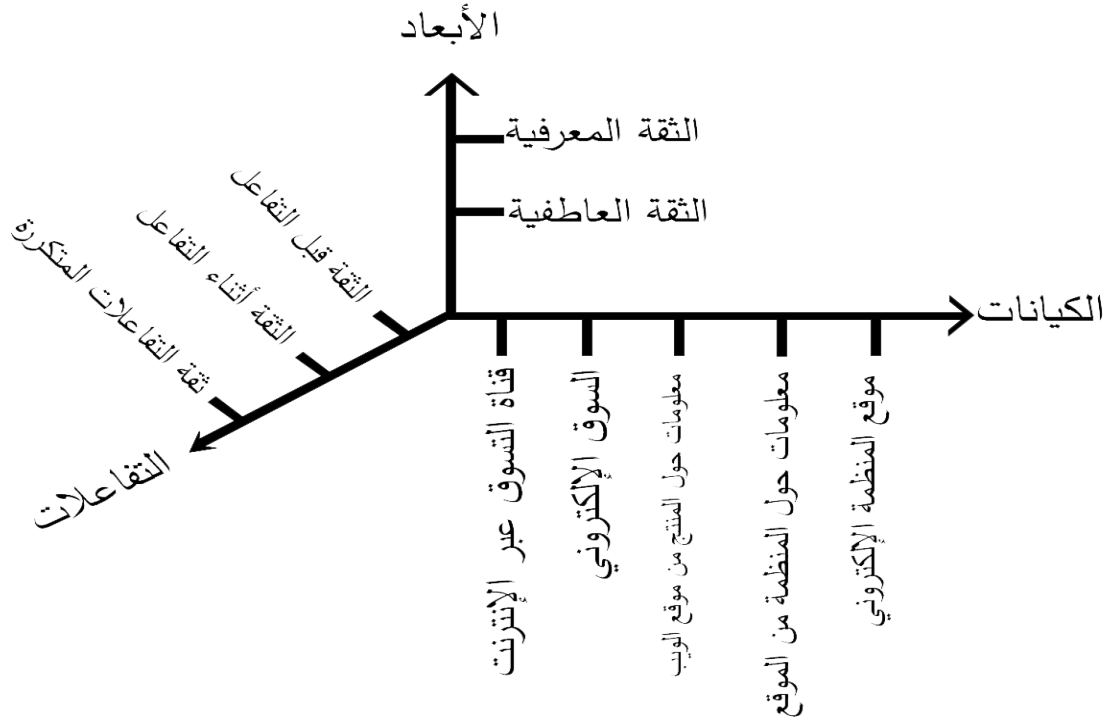 الأبعاد
الثقة المعرفية
الثقة العاطفية
الثقة قبل التفاعل
الثقة أثناء التفاعل
ثقة التفاعلات المتكررة
التفاعلات
الكيانات
موقع المنظمة الإلكتروني
معلومات حول المنظمة من الموقع
معلومات حول المنتج من موقع الويب
السوق الإلكتروني
قناة التسوق عبر الإنترنت